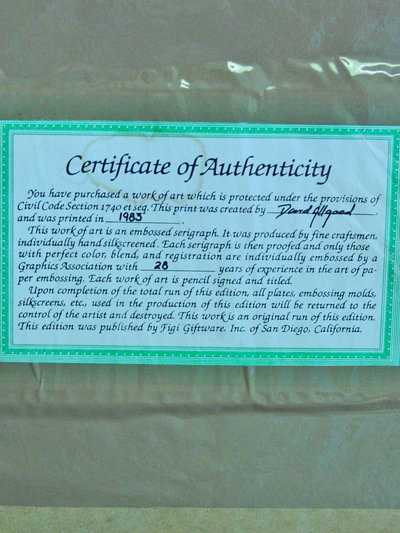 Certificate of Authenticity
You have purchased a work of art which is protected under the provisions of
Civil Code Section 1740 et seq. This print was created by David Allgood,
and was printed in 1983.
This work of art is an embossed serigraph. It was produced by fine craftsmen,
individually hand silkscreened. Each serigraph is then proofed and only those
with perfect color, blend, and registration are individually embossed by a
Graphics Association with 28 years of experience in the art of pa-
per embossing. Each work of art is pencil signed and titled.
Upon completion of the total run of this edition, all plates, embossing molds,
silkscreens, etc., used in the production of this edition will be returned to the
control of the artist and destroyed. This work is an original run of this edition.
This edition was published by Figi Giftware, Inc. of San Diego, California.